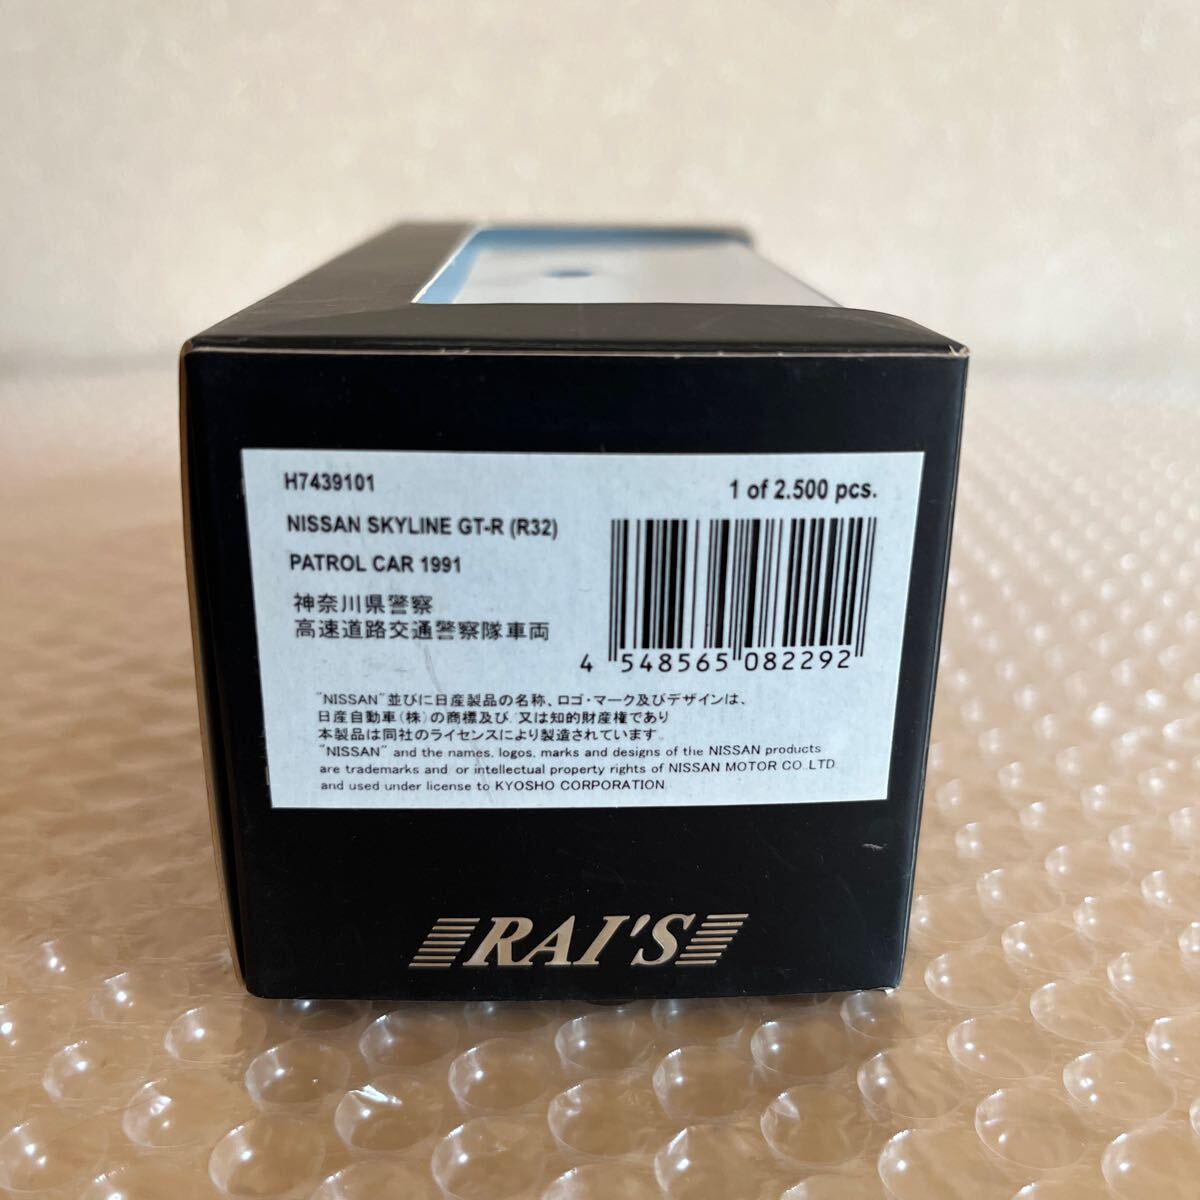 H7439101
1 of 2.500 pcs.
NISSAN SKYLINE GT-R (R32)
PATROL CAR 1991
神奈川県警察
高速道路交通警察隊車両
4 548565 082292
"NISSAN"並びに日産製品の名称、ロゴ・マーク及びデザインは、
日産自動車(株)の商標及び/又は知的財産権であり
本製品は同社のライセンスにより製造されています。
"NISSAN" and the names, logos, marks and designs of the NISSAN products
are trademarks and/or intellectual property rights of NISSAN MOTOR CO.,LTD.
and used under license to KYOSHO CORPORATION.
RAI'S